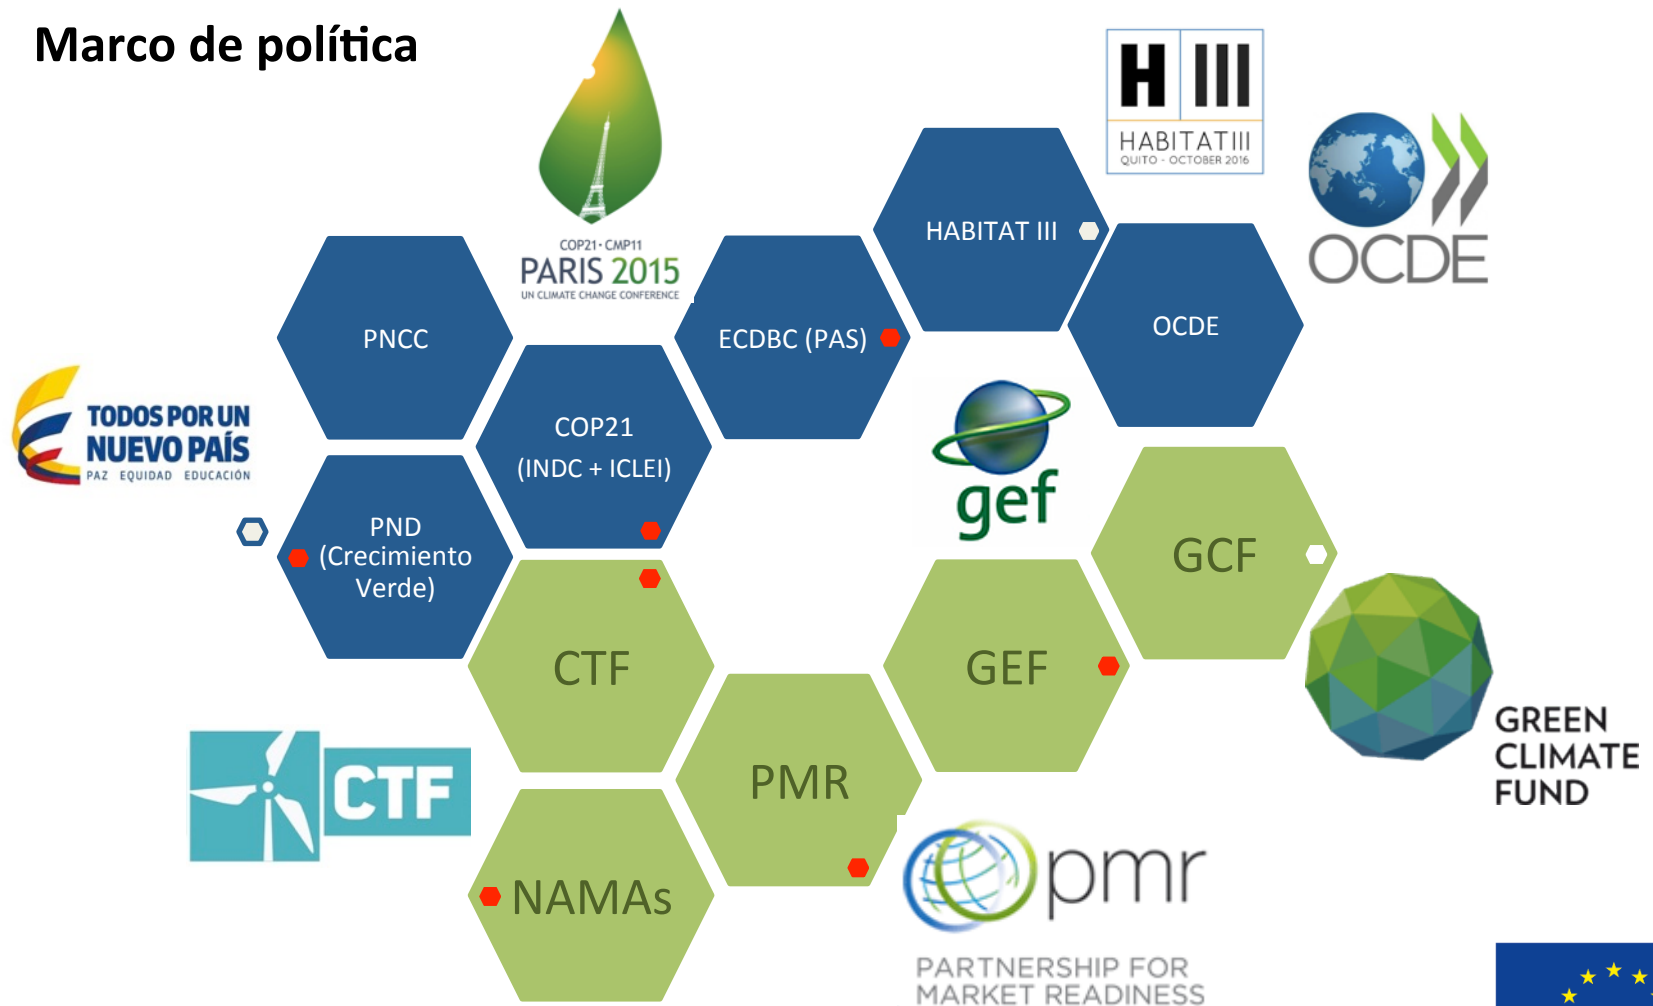 Marco de política
COP21 · CMP11
PARIS 2015
UN CLIMATE CHANGE CONFERENCE
H III
HABITAT III
QUITO - OCTOBER 2016
OCDE
HABITAT III
OCDE
PNCC
ECDBC (PAS)
TODOS POR UN
NUEVO PAÍS
PAZ EQUIDAD EDUCACIÓN
COP21
(INDC + ICLEI)
gef
PND
(Crecimiento
Verde)
GCF
CTF
GEF
GREEN
CLIMATE
FUND
CTF
PMR
NAMAs
pmr
PARTNERSHIP FOR
MARKET READINESS